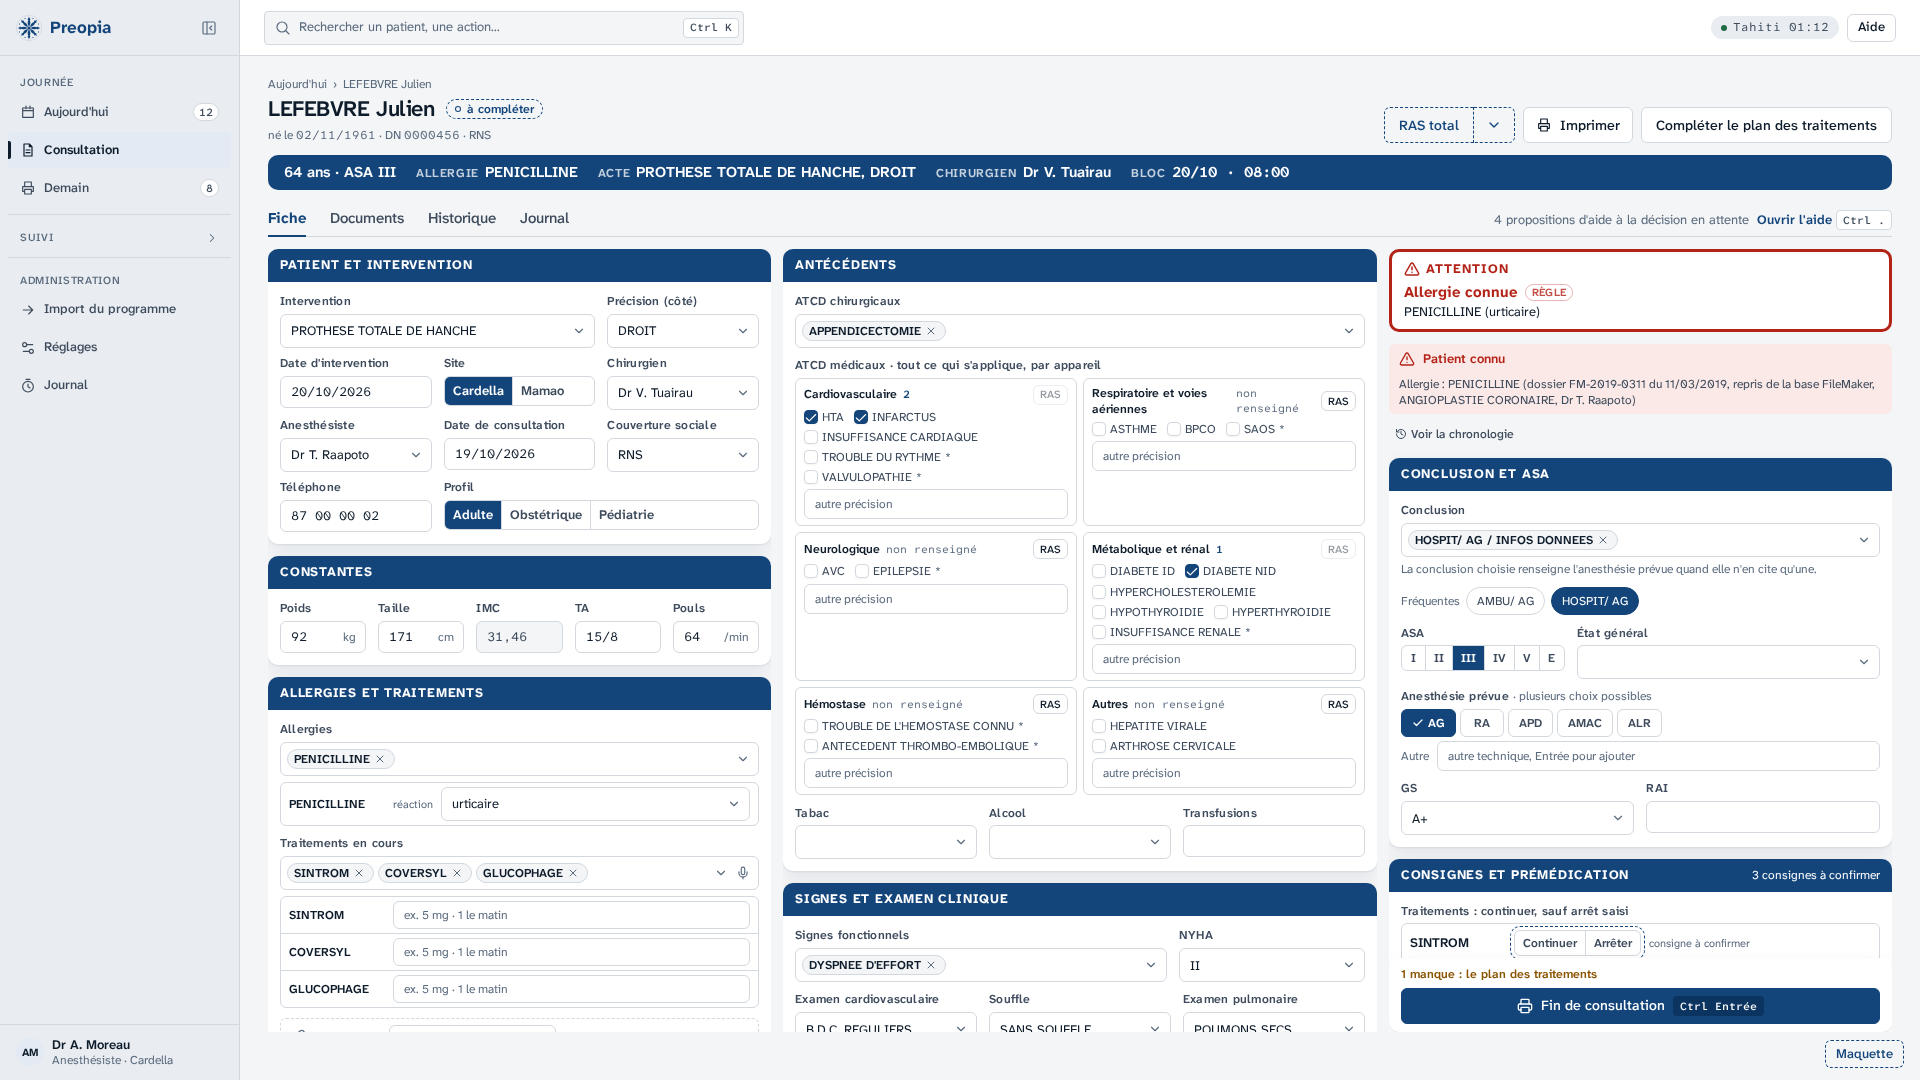 Preopia
Rechercher un patient, une action...
Ctrl K
Tahiti 01:12
Aide
JOURNÉE
Aujourd'hui 12
Consultation
Demain 8
SUIVI
ADMINISTRATION
Import du programme
Réglages
Journal
AM
Dr A. Moreau
Anesthésiste · Cardella
Aujourd'hui › LEFEBVRE Julien
LEFEBVRE Julien à compléter
né le 02/11/1961 · DN 0000456 · RNS
RAS total
Imprimer
Compléter le plan des traitements
64 ans · ASA III ALLERGIE PENICILLINE ACTE PROTHESE TOTALE DE HANCHE, DROIT CHIRURGIEN Dr V. Tuairau BLOC 20/10 · 08:00
Fiche Documents Historique Journal
4 propositions d'aide à la décision en attente Ouvrir l'aide Ctrl .
PATIENT ET INTERVENTION
Intervention Précision (côté)
PROTHESE TOTALE DE HANCHE DROIT
Date d'intervention Site Chirurgien
20/10/2026 Cardella Mamao Dr V. Tuairau
Anesthésiste Date de consultation Couverture sociale
Dr T. Raapoto 19/10/2026 RNS
Téléphone Profil
87 00 00 02 Adulte Obstétrique Pédiatrie
CONSTANTES
Poids Taille IMC TA Pouls
92 kg 171 cm 31,46 15/8 64 /min
ALLERGIES ET TRAITEMENTS
Allergies
PENICILLINE
PENICILLINE réaction urticaire
Traitements en cours
SINTROM COVERSYL GLUCOPHAGE
SINTROM ex. 5 mg · 1 le matin
COVERSYL ex. 5 mg · 1 le matin
GLUCOPHAGE ex. 5 mg · 1 le matin
ANTÉCÉDENTS
ATCD chirurgicaux
APPENDICECTOMIE
ATCD médicaux · tout ce qui s'applique, par appareil
Cardiovasculaire 2 RAS
HTA INFARCTUS
INSUFFISANCE CARDIAQUE
TROUBLE DU RYTHME *
VALVULOPATHIE *
autre précision
Respiratoire et voies aériennes non renseigné RAS
ASTHME BPCO SAOS *
autre précision
Neurologique non renseigné RAS
AVC EPILEPSIE *
autre précision
Métabolique et rénal 1 RAS
DIABETE ID DIABETE NID
HYPERCHOLESTEROLEMIE
HYPOTHYROIDIE HYPERTHYROIDIE
INSUFFISANCE RENALE *
autre précision
Hémostase non renseigné RAS
TROUBLE DE L'HEMOSTASE CONNU *
ANTECEDENT THROMBO-EMBOLIQUE *
autre précision
Autres non renseigné RAS
HEPATITE VIRALE
ARTHROSE CERVICALE
autre précision
Tabac Alcool Transfusions
SIGNES ET EXAMEN CLINIQUE
Signes fonctionnels NYHA
DYSPNEE D'EFFORT II
Examen cardiovasculaire Souffle Examen pulmonaire
B.D.C. REGULIERS SANS SOUFFLE POUMONS SECS
ATTENTION
Allergie connue RÈGLE
PENICILLINE (urticaire)
Patient connu
Allergie : PENICILLINE (dossier FM-2019-0311 du 11/03/2019, repris de la base FileMaker,
ANGIOPLASTIE CORONAIRE, Dr T. Raapoto)
Voir la chronologie
CONCLUSION ET ASA
Conclusion
HOSPIT/ AG / INFOS DONNEES
La conclusion choisie renseigne l'anesthésie prévue quand elle n'en cite qu'une.
Fréquentes AMBU/ AG HOSPIT/ AG
ASA État général
I II III IV V E
Anesthésie prévue · plusieurs choix possibles
AG RA APD AMAC ALR
Autre autre technique, Entrée pour ajouter
GS RAI
A+
CONSIGNES ET PRÉMÉDICATION 3 consignes à confirmer
Traitements : continuer, sauf arrêt saisi
SINTROM Continuer Arrêter consigne à confirmer
1 manque : le plan des traitements
Fin de consultation Ctrl Entrée
Maquette